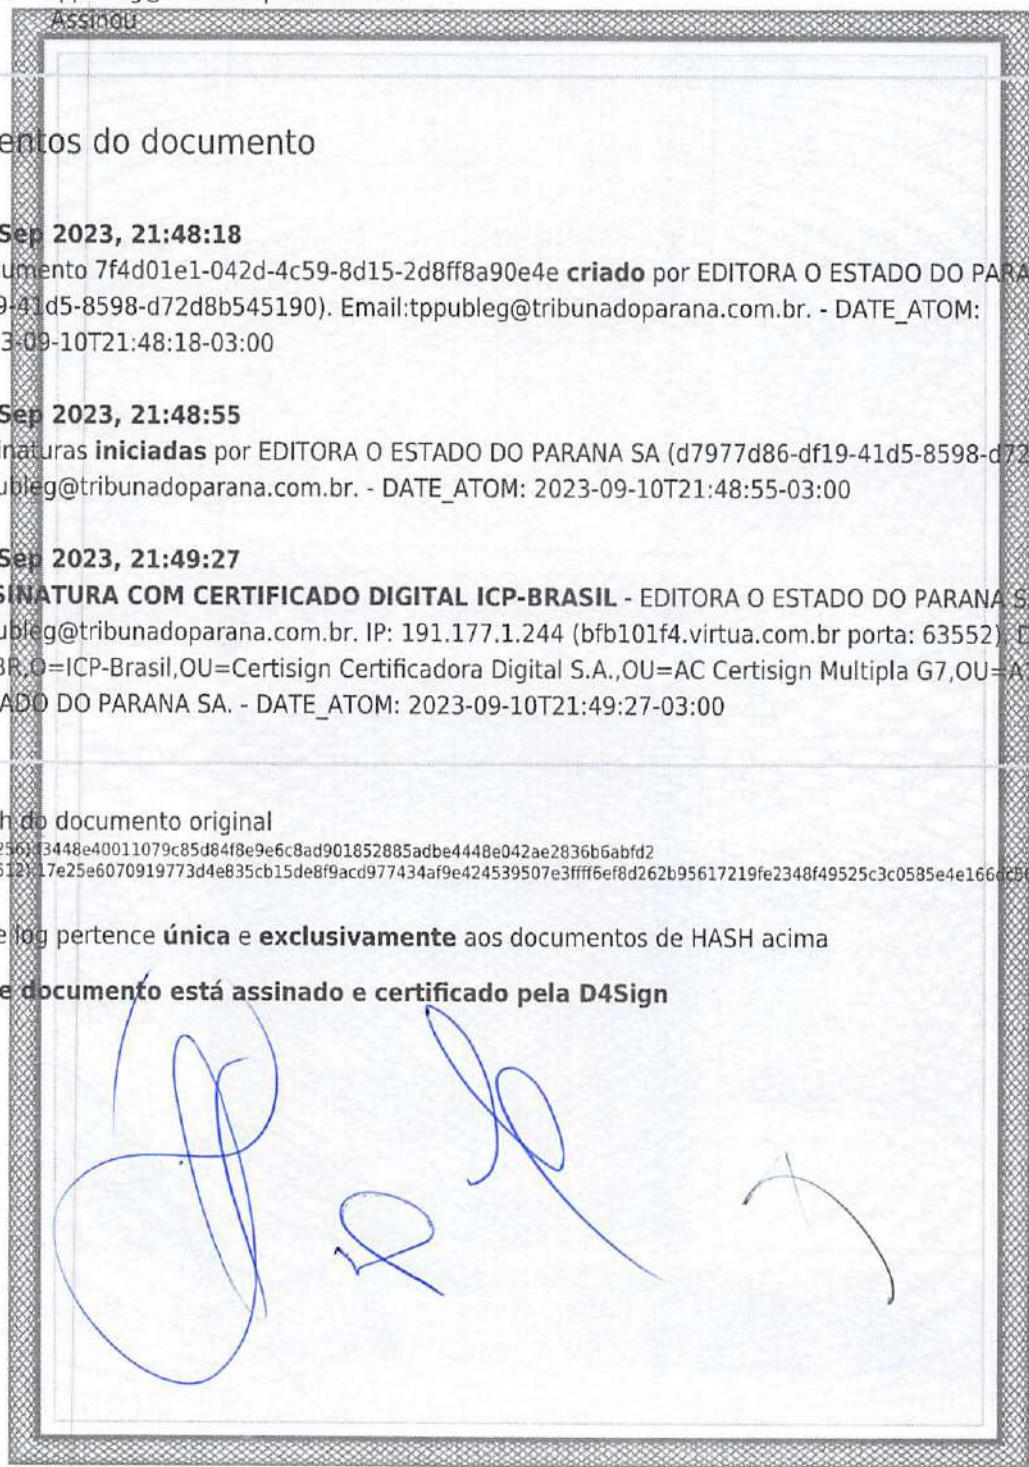 Assinou
entos do documento
Sep 2023, 21:48:18
umento 7f4d01e1-042d-4c59-8d15-2d8ff8a90e4e criado por EDITORA O ESTADO DO PARA
9-41d5-8598-d72d8b545190). Email:tppubleg@tribunadoparana.com.br. - DATE_ATOM:
3-09-10T21:48:18-03:00
Sep 2023, 21:48:55
inaturas iniciadas por EDITORA O ESTADO DO PARANA SA (d7977d86-df19-41d5-8598-d72
ubleg@tribunadoparana.com.br. - DATE_ATOM: 2023-09-10T21:48:55-03:00
Sep 2023, 21:49:27
SINATURA COM CERTIFICADO DIGITAL ICP-BRASIL - EDITORA O ESTADO DO PARANA S
ubleg@tribunadoparana.com.br. IP: 191.177.1.244 (bfb101f4.virtua.com.br porta: 63552).
BR,O=ICP-Brasil,OU=Certisign Certificadora Digital S.A.,OU=AC Certisign Multipla G7,OU=A
ADO DO PARANA SA. - DATE_ATOM: 2023-09-10T21:49:27-03:00
h do documento original
256):f3448e40011079c85d84f8e9e6c8ad901852885adbe4448e042ae2836b6abfd2
512):17e25e6070919773d4e835cb15de8f9acd977434af9e424539507e3ffff6ef8d262b95617219fe2348f49525c3c0585e4e166dc86
e log pertence única e exclusivamente aos documentos de HASH acima
e documento está assinado e certificado pela D4Sign